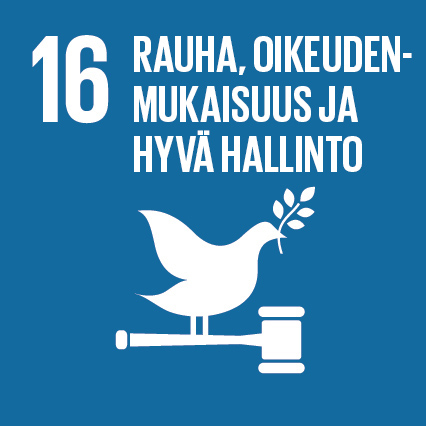 16 RAUHA, OIKEUDEN-
MUKAISUUS JA
HYVÄ HALLINTO